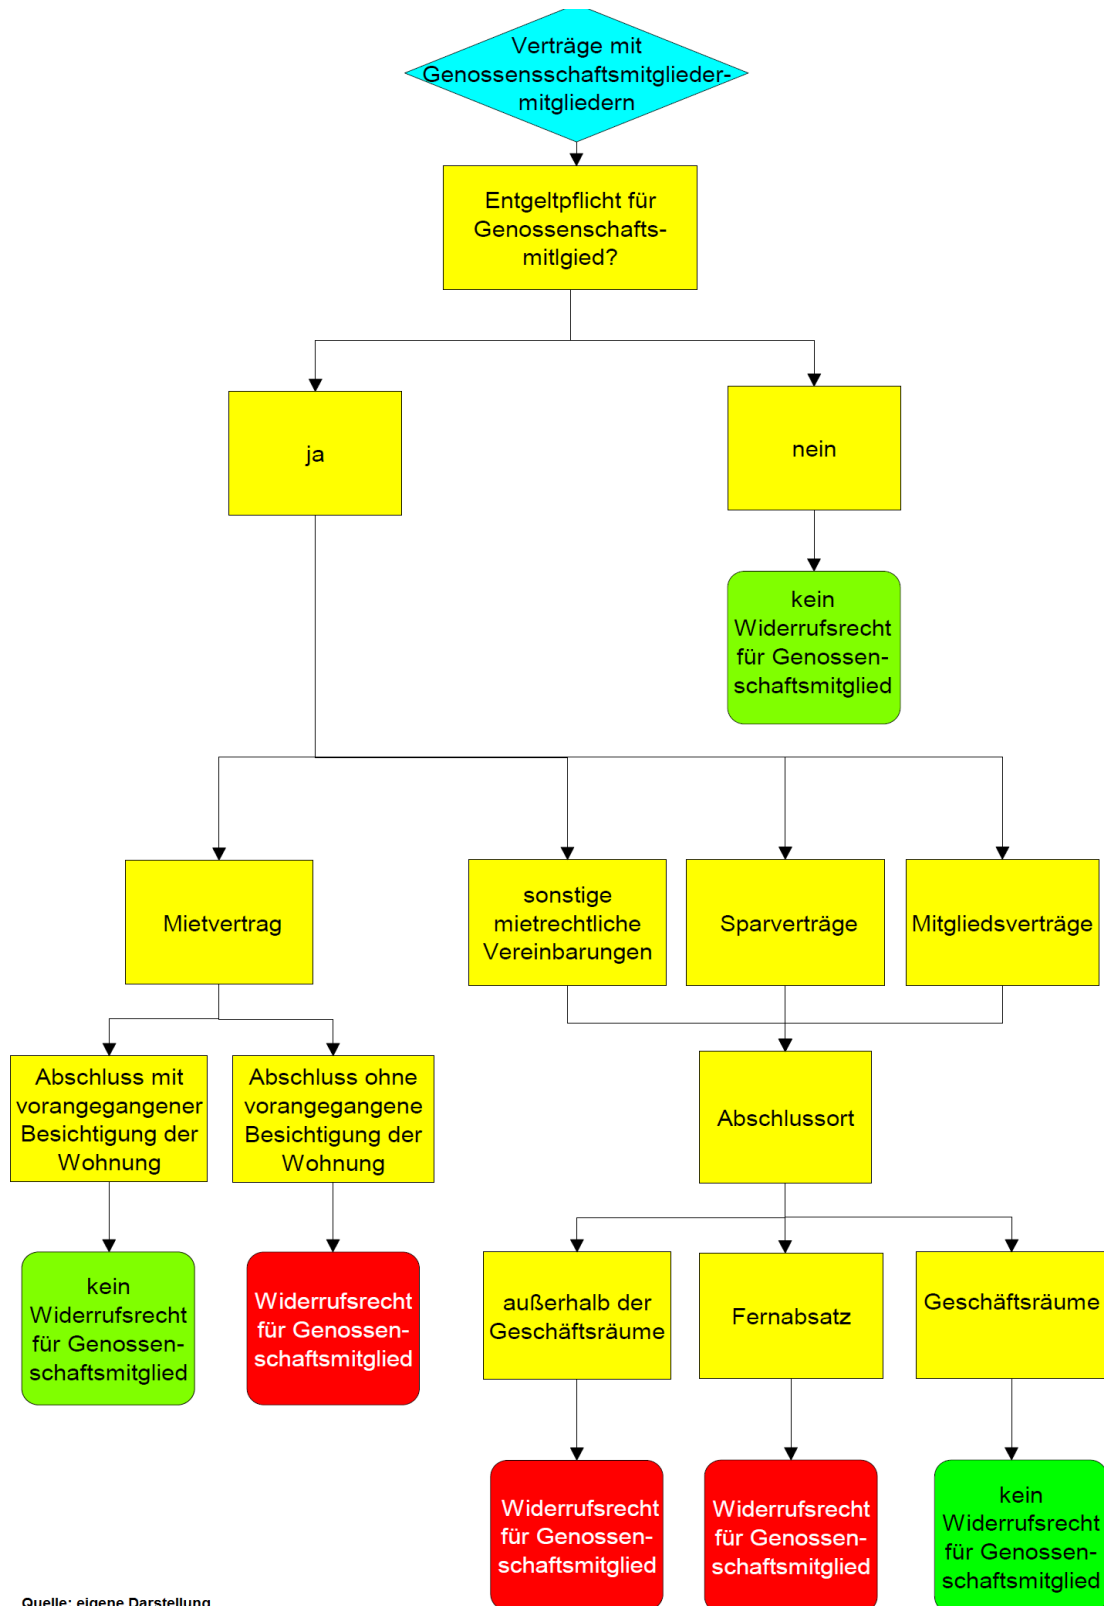 Verträge mit
Genossensschaftsmitglieder-
mitgliedern
Entgeltpflicht für
Genossenschafts-
mitlgied?
ja
nein
kein
Widerrufsrecht
für Genossen-
schaftsmitglied
Mietvertrag
sonstige
mietrechtliche
Vereinbarungen
Sparverträge
Mitgliedsverträge
Abschluss mit
vorangegangener
Besichtigung der
Wohnung
Abschluss ohne
vorangegangene
Besichtigung der
Wohnung
Abschlussort
kein
Widerrufsrecht
für Genossen-
schaftsmitglied
Widerrufsrecht
für Genossen-
schaftsmitglied
außerhalb der
Geschäftsräume
Fernabsatz
Geschäftsräume
Widerrufsrecht
für Genossen-
schaftsmitglied
Widerrufsrecht
für Genossen-
schaftsmitglied
kein
Widerrufsrecht
für Genossen-
schaftsmitglied
Quelle: eigene Darstellung